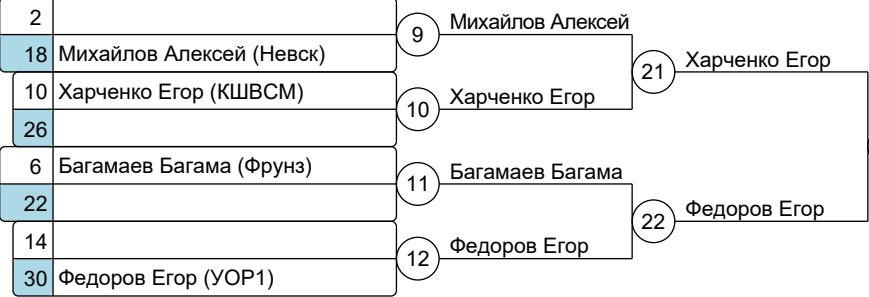 2
9
Михайлов Алексей
18 Михайлов Алексей (Невск)
21
Харченко Егор
10 Харченко Егор (КШВСМ)
10
Харченко Егор
26
6 Багамаев Багама (Фрунз)
11
Багамаев Багама
22
22
Федоров Егор
14
12
Федоров Егор
30 Федоров Егор (УОР1)